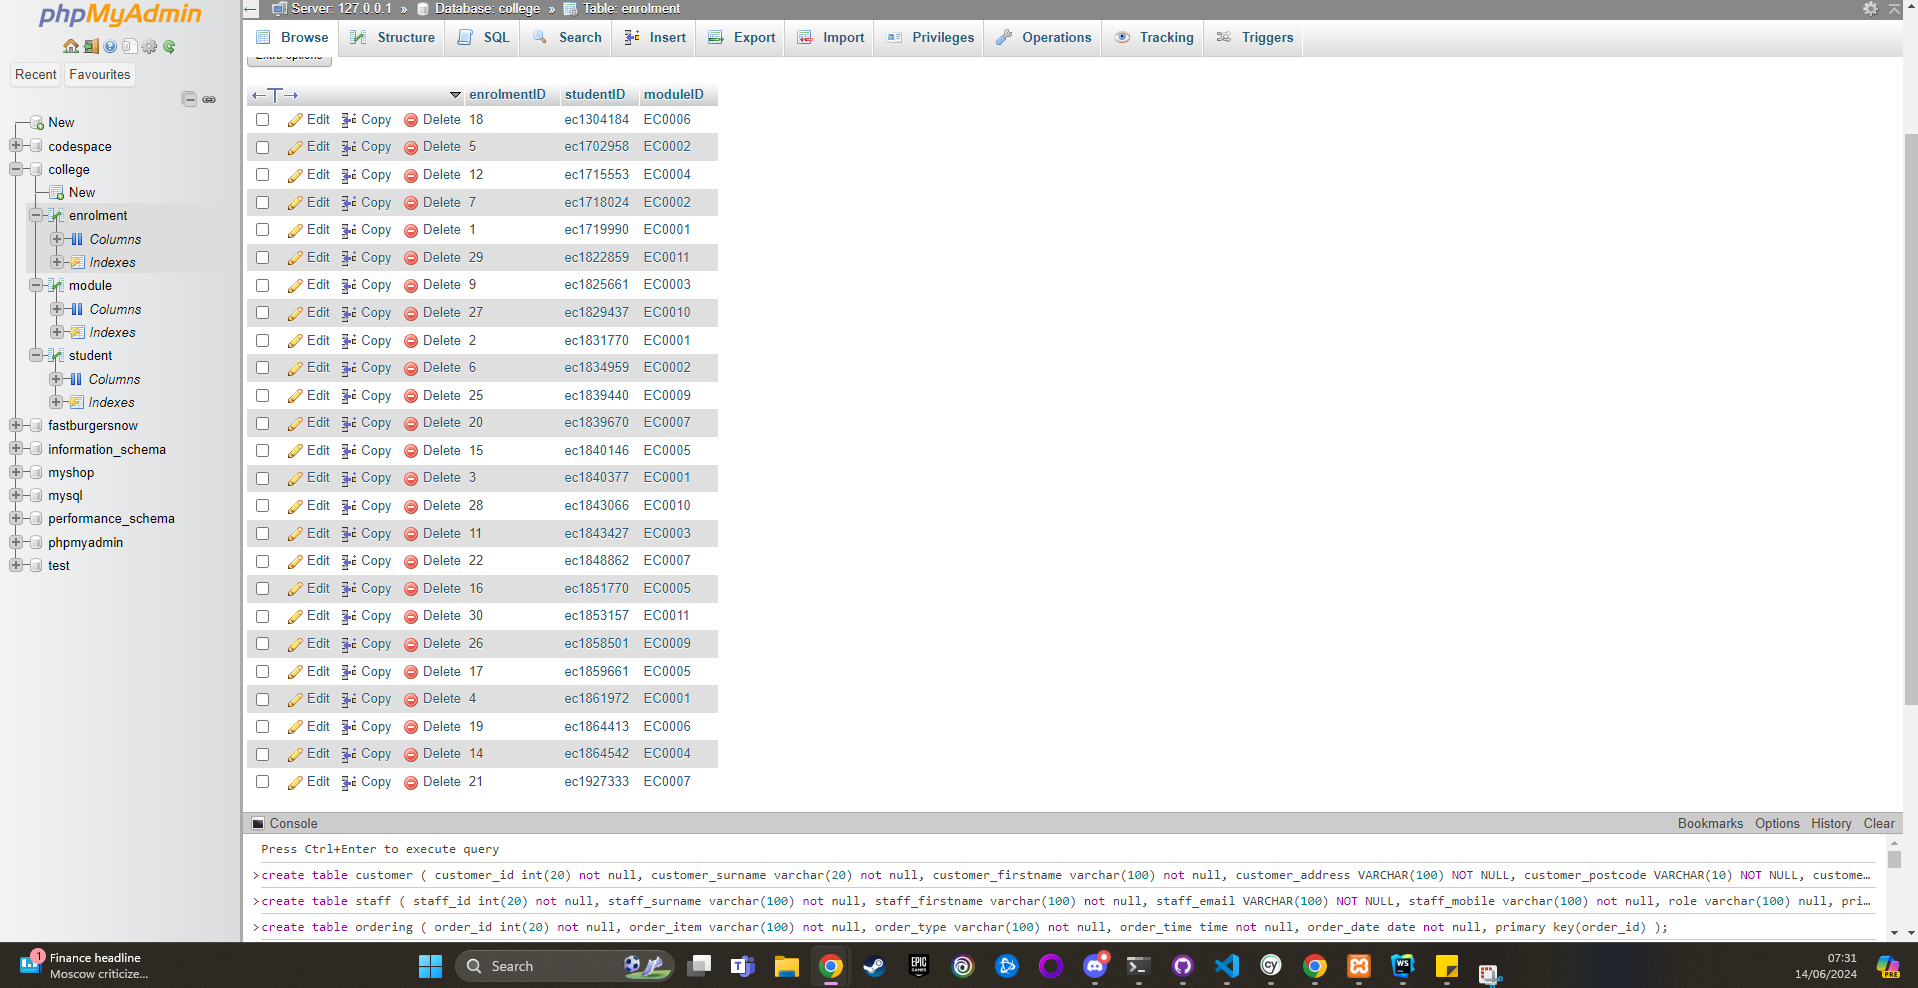 phpMyAdmin
Recent Favourites
New
codespace
college
New
enrolment
Columns
Indexes
module
Columns
Indexes
student
Columns
Indexes
fastburgersnow
information_schema
myshop
mysql
performance_schema
phpmyadmin
test
Server: 127.0.0.1 » Database: college » Table: enrolment
Browse Structure SQL Search Insert Export Import Privileges Operations Tracking Triggers
Extra options
enrolmentID studentID moduleID
Edit Copy Delete 18 ec1304184 EC0006
Edit Copy Delete 5 ec1702958 EC0002
Edit Copy Delete 12 ec1715553 EC0004
Edit Copy Delete 7 ec1718024 EC0002
Edit Copy Delete 1 ec1719990 EC0001
Edit Copy Delete 29 ec1822859 EC0011
Edit Copy Delete 9 ec1825661 EC0003
Edit Copy Delete 27 ec1829437 EC0010
Edit Copy Delete 2 ec1831770 EC0001
Edit Copy Delete 6 ec1834959 EC0002
Edit Copy Delete 25 ec1839440 EC0009
Edit Copy Delete 20 ec1839670 EC0007
Edit Copy Delete 15 ec1840146 EC0005
Edit Copy Delete 3 ec1840377 EC0001
Edit Copy Delete 28 ec1843066 EC0010
Edit Copy Delete 11 ec1843427 EC0003
Edit Copy Delete 22 ec1848862 EC0007
Edit Copy Delete 16 ec1851770 EC0005
Edit Copy Delete 30 ec1853157 EC0011
Edit Copy Delete 26 ec1858501 EC0009
Edit Copy Delete 17 ec1859661 EC0005
Edit Copy Delete 4 ec1861972 EC0001
Edit Copy Delete 19 ec1864413 EC0006
Edit Copy Delete 14 ec1864542 EC0004
Edit Copy Delete 21 ec1927333 EC0007
Console Bookmarks Options History Clear
Press Ctrl+Enter to execute query
>create table customer ( customer_id int(20) not null, customer_surname varchar(20) not null, customer_firstname varchar(100) not null, customer_address VARCHAR(100) NOT NULL, customer_postcode VARCHAR(10) NOT NULL, custome…
>create table staff ( staff_id int(20) not null, staff_surname varchar(100) not null, staff_firstname varchar(100) not null, staff_email VARCHAR(100) NOT NULL, staff_mobile varchar(100) not null, role varchar(100) null, pri…
>create table ordering ( order_id int(20) not null, order_item varchar(100) not null, order_type varchar(100) not null, order_time time not null, order_date date not null, primary key(order_id) );
1
Finance headline
Moscow criticize...
Search
EPIC GAMES
CY
WS
07:31
14/06/2024
PRE